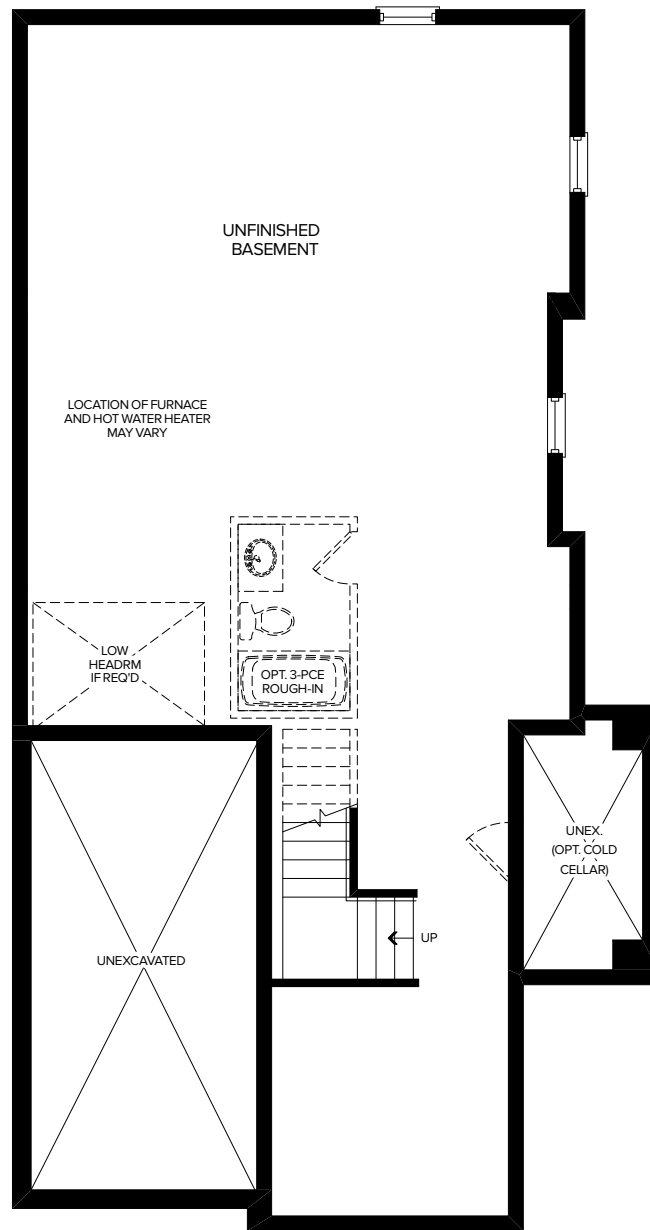 UNFINISHED
BASEMENT
LOCATION OF FURNACE
AND HOT WATER HEATER
MAY VARY
LOW
HEADRM
IF REQ'D
OPT. 3-PCE
ROUGH-IN
UNEX.
(OPT. COLD
CELLAR)
UP
UNEXCAVATED